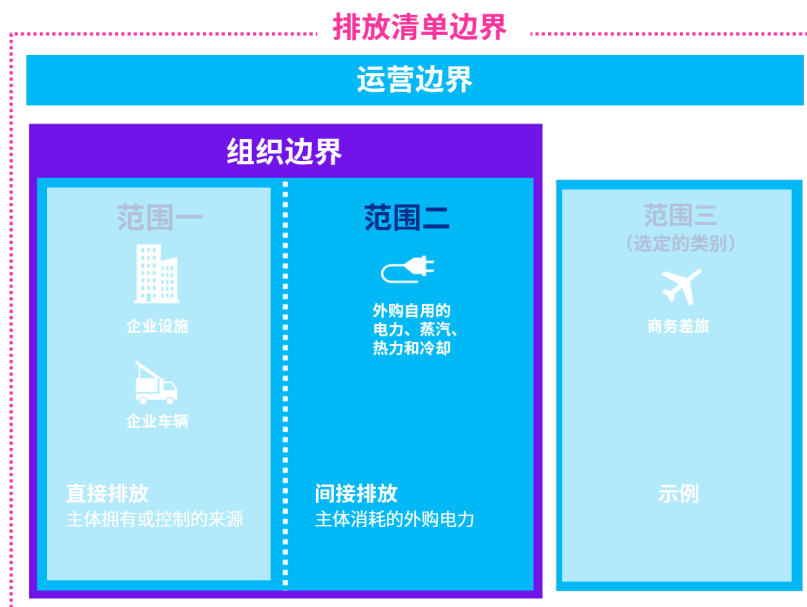 排放清单边界
运营边界
组织边界
范围一
企业设施
企业车辆
直接排放
主体拥有或控制的来源
范围二
外购自用的
电力、蒸汽、
热力和冷却
间接排放
主体消耗的外购电力
范围三
（选定的类别）
商务差旅
示例